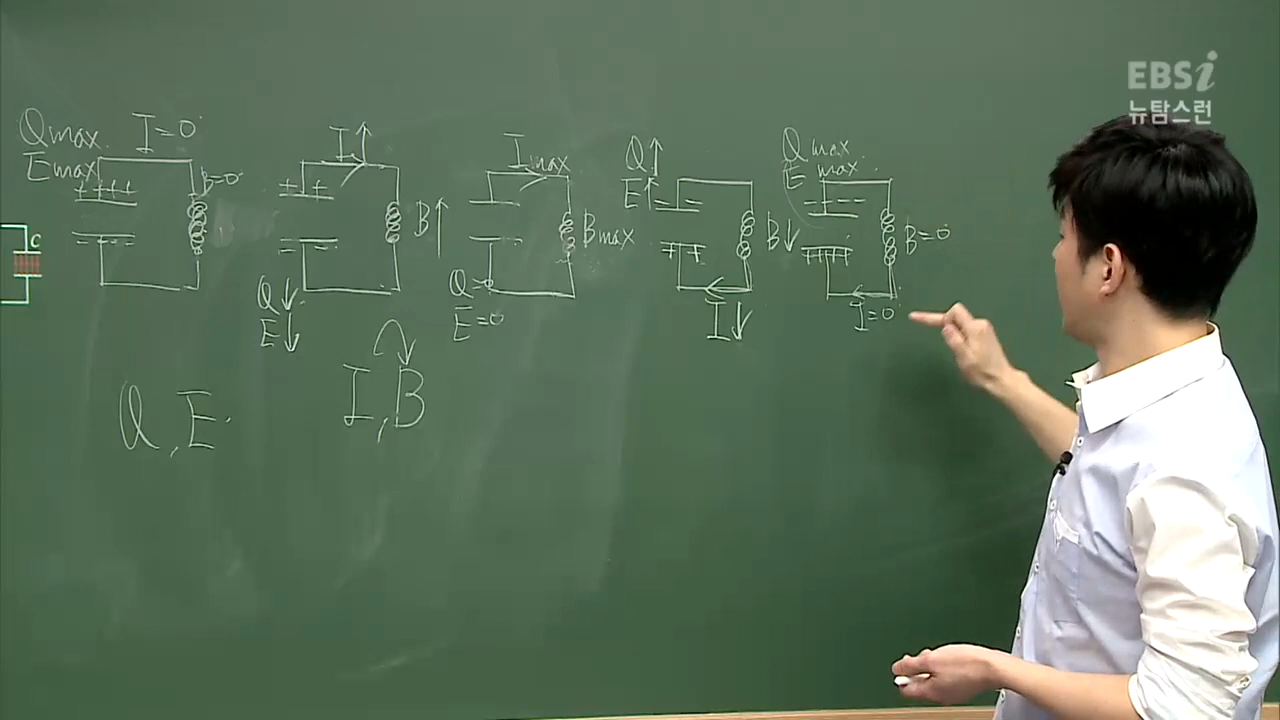 EBSi
뉴탐스런
Qmax. I=0
Emax
B=0
++++
I↑
++ +
B↑
Q↓
E↓
Imax
Bmax
Q=0
E=0
Q↑
E↑
B↓
++ +
I↓
Qmax
Emax.
B=0
+++++
I=0
C
Q, E
I, B